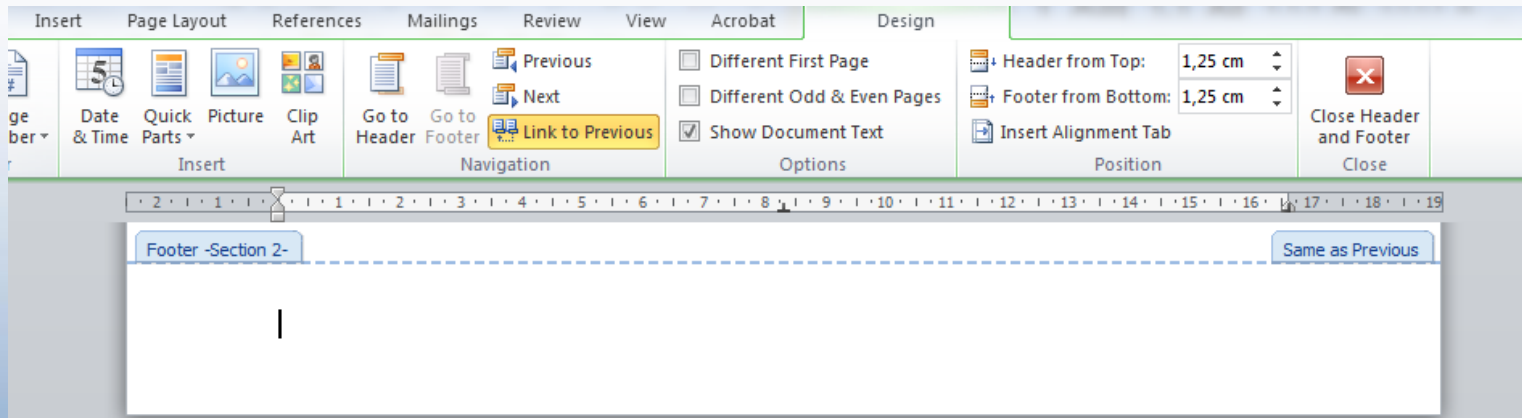 Insert Page Layout References Mailings Review View Acrobat Design
Previous
Next
Link to Previous
Different First Page
Different Odd & Even Pages
Show Document Text
Header from Top: 1,25 cm
Footer from Bottom: 1,25 cm
Insert Alignment Tab
ge
ber
Date
& Time
Quick
Parts
Picture
Clip
Art
Go to
Header
Go to
Footer
Close Header
and Footer
Insert Navigation Options Position Close
2 1 1 2 3 4 5 6 7 8 9 10 11 12 13 14 15 16 17 18 19
Footer -Section 2- Same as Previous